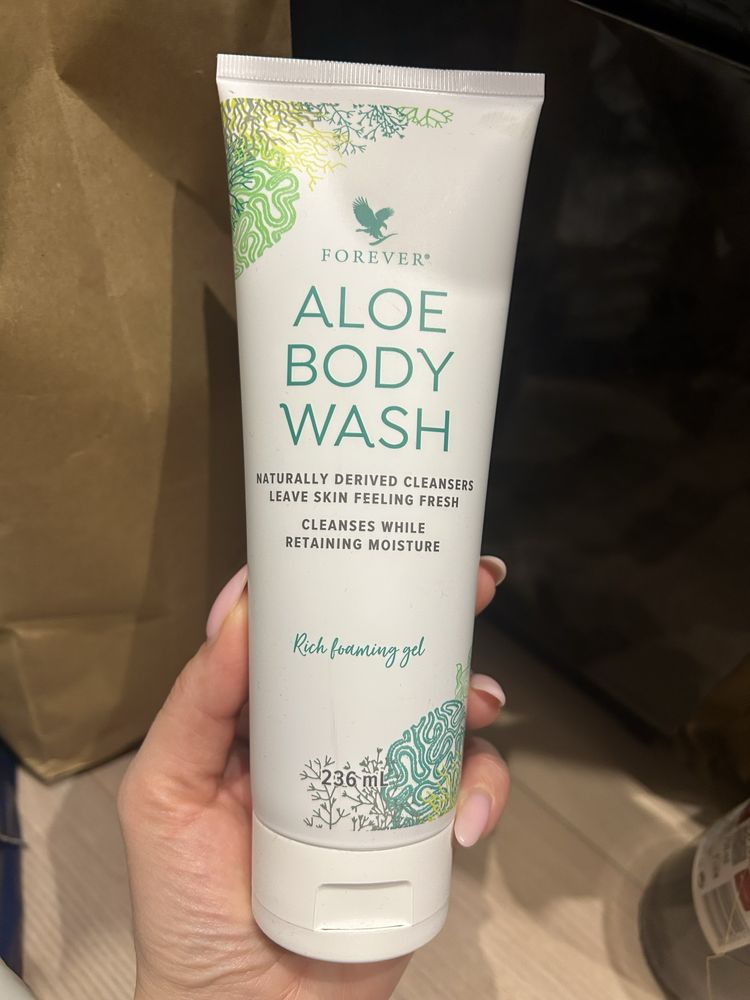 FOREVER®
ALOE
BODY
WASH
NATURALLY DERIVED CLEANSERS
LEAVE SKIN FEELING FRESH
CLEANSES WHILE
RETAINING MOISTURE
Rich foaming gel
236 mL